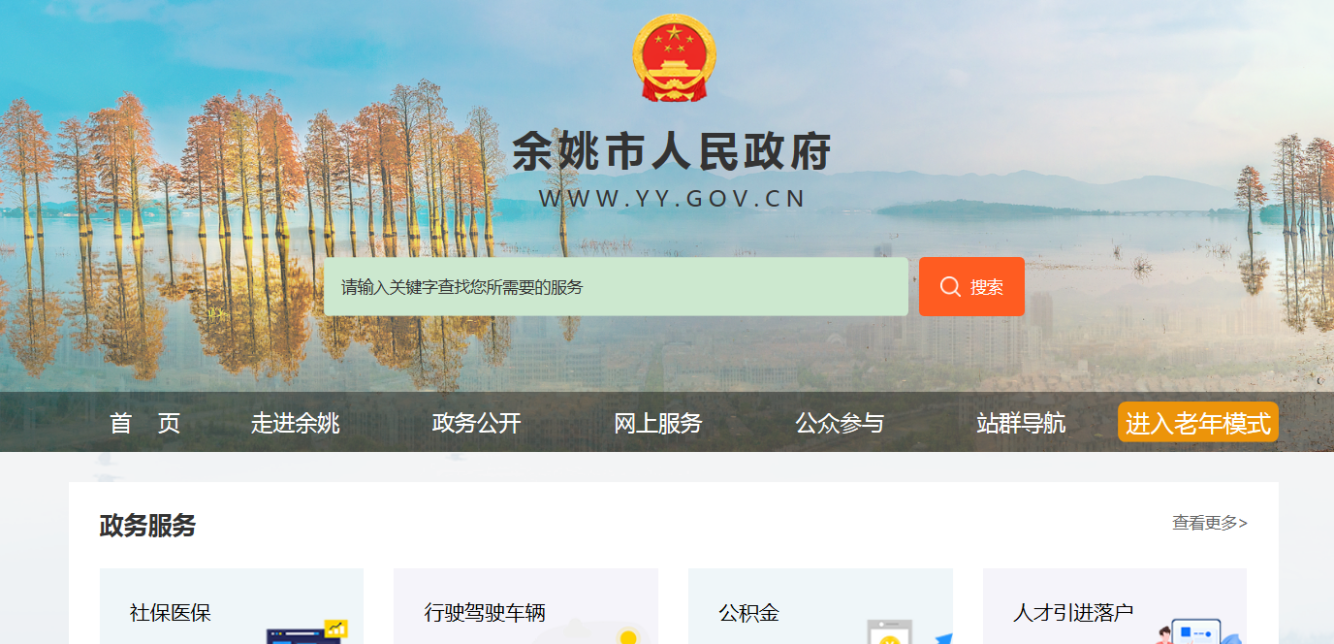 余姚市人民政府
WWW.YY.GOV.CN
请输入关键字查找您所需要的服务
搜索
首 页 走进余姚 政务公开 网上服务 公众参与 站群导航 进入老年模式
政务服务 查看更多>
社保医保 行驶驾驶车辆 公积金 人才引进落户